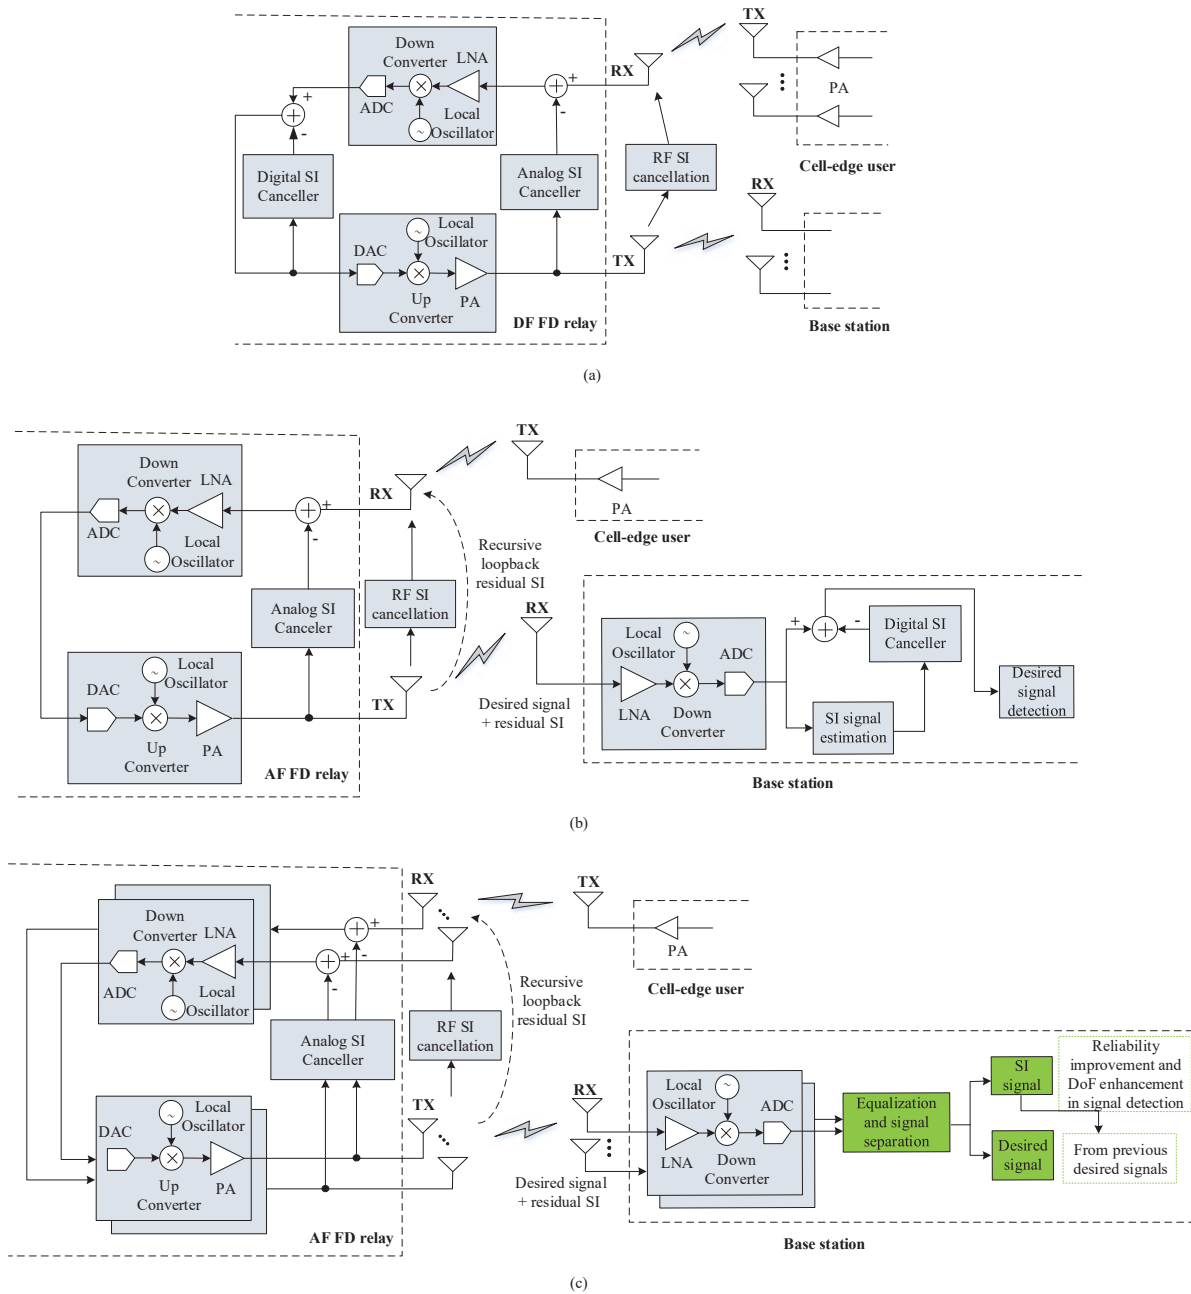 TX
Down
Converter
LNA
RX
+
ADC
PA
+
Local
Oscillator
~
-
-
Cell-edge user
Digital SI
Canceller
Analog SI
Canceller
RF SI
cancellation
RX
~
Local
Oscillator
DAC
TX
Up
Converter
PA
DF FD relay
Base station
(a)
TX
Down
Converter
LNA
RX
+
PA
ADC
Local
Oscillator
~
-
Cell-edge user
Recursive
loopback
residual SI
Analog SI
Canceler
RF SI
cancellation
RX
Local
Oscillator
~
ADC
+
-
Digital SI
Canceller
~
Local
Oscillator
DAC
TX
Desired signal
+ residual SI
LNA
Down
Converter
SI signal
estimation
Desired
signal
detection
Up
Converter
PA
AF FD relay
Base station
(b)
RX
TX
Down
Converter
LNA
+
+
-
-
PA
ADC
Local
Oscillator
~
Cell-edge user
Recursive
loopback
residual SI
Analog SI
Canceller
RF SI
cancellation
RX
Local
Oscillator
~
ADC
LNA
Down
Converter
Equalization
and signal
separation
SI
signal
Reliability
improvement and
DoF enhancement
in signal detection
Desired
signal
From previous
desired signals
TX
~
Local
Oscillator
DAC
Up
Converter
PA
Desired signal
+ residual SI
AF FD relay
Base station
(c)